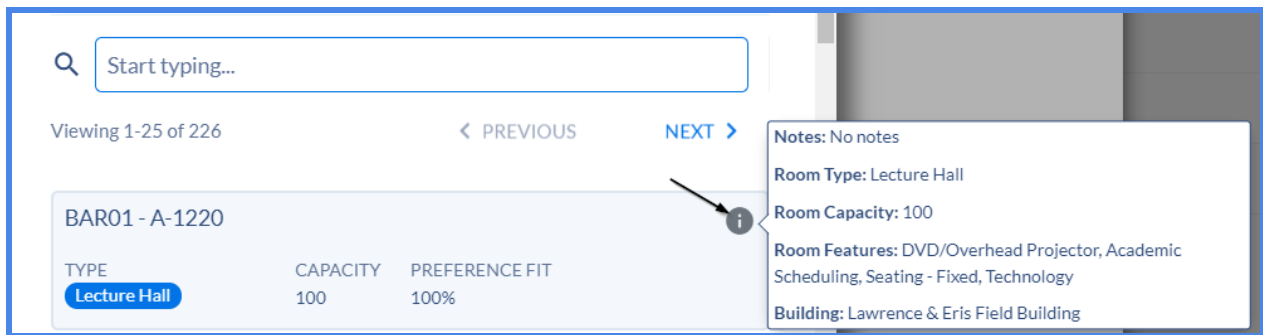 Start typing...
Viewing 1-25 of 226
PREVIOUS
NEXT
BAR01 - A-1220
TYPE
CAPACITY
PREFERENCE FIT
Lecture Hall
100
100%
Notes: No notes
Room Type: Lecture Hall
Room Capacity: 100
Room Features: DVD/Overhead Projector, Academic
Scheduling, Seating - Fixed, Technology
Building: Lawrence & Eris Field Building